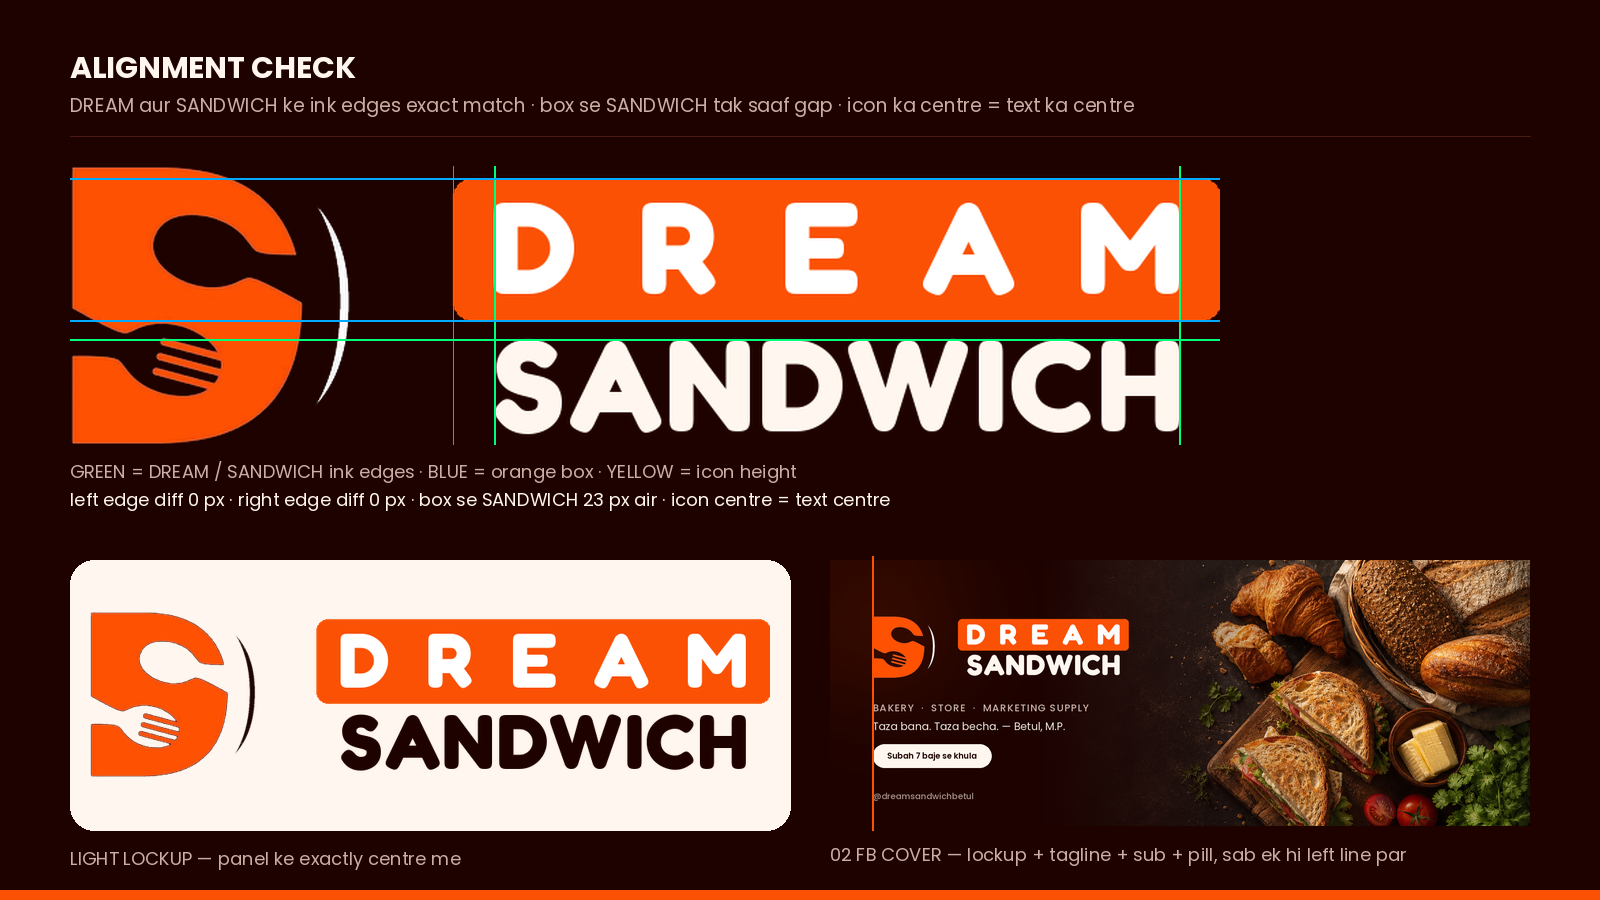 ALIGNMENT CHECK
DREAM aur SANDWICH ke ink edges exact match · box se SANDWICH tak saaf gap · icon ka centre = text ka centre
DREAM
SANDWICH
GREEN = DREAM / SANDWICH ink edges · BLUE = orange box · YELLOW = icon height
left edge diff 0 px · right edge diff 0 px · box se SANDWICH 23 px air · icon centre = text centre
DREAM
SANDWICH
LIGHT LOCKUP — panel ke exactly centre me
DREAM
SANDWICH
BAKERY · STORE · MARKETING SUPPLY
Taza bana. Taza becha. — Betul, M.P.
Subah 7 baje se khula
@dreamsandwichbetul
02 FB COVER — lockup + tagline + sub + pill, sab ek hi left line par